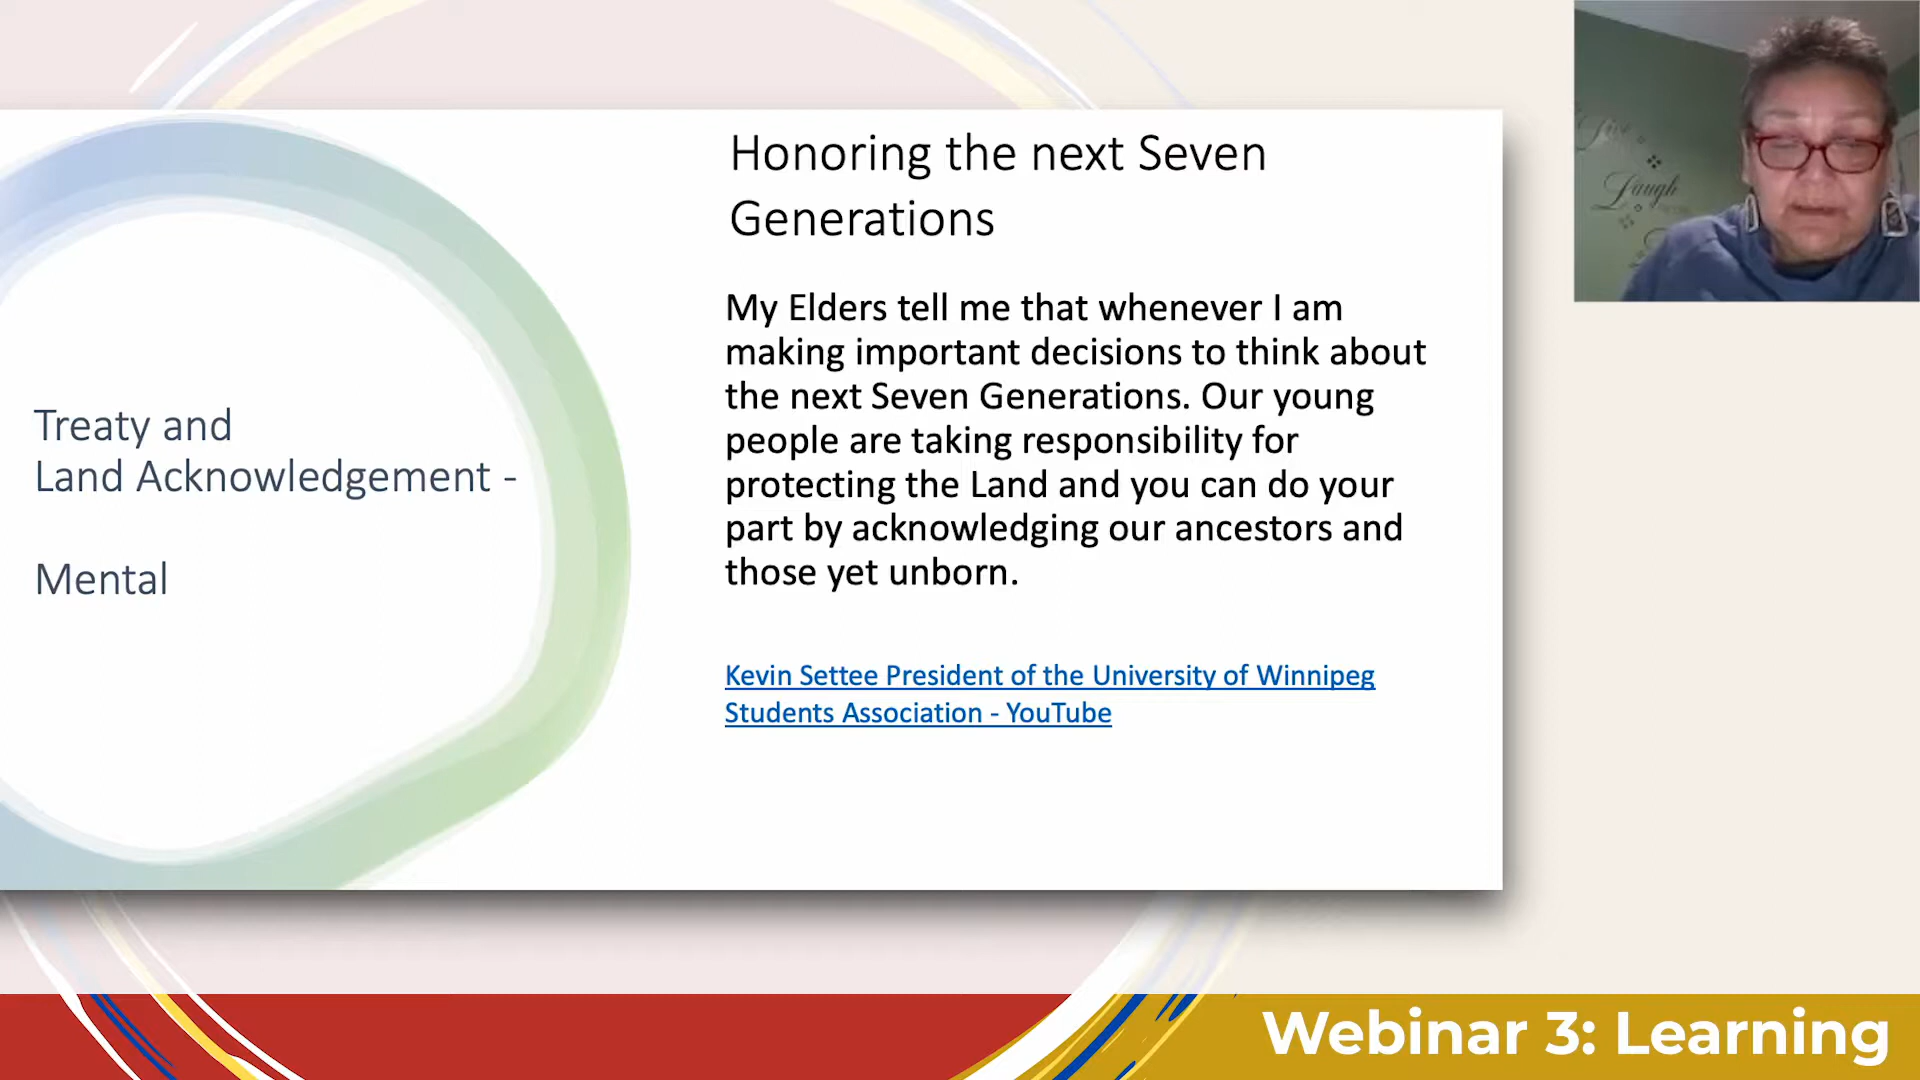 Honoring the next Seven
Generations
My Elders tell me that whenever I am
making important decisions to think about
the next Seven Generations. Our young
people are taking responsibility for
protecting the Land and you can do your
part by acknowledging our ancestors and
those yet unborn.
Kevin Settee President of the University of Winnipeg
Students Association - YouTube
Treaty and
Land Acknowledgement -
Mental
Live
Laugh
Webinar 3: Learning